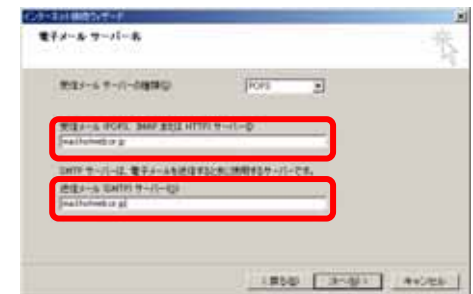 インターネット接続ウィザード
電子メール サーバー名
受信メール サーバーの種類(S)
POP3
受信メール (POP3、IMAP または HTTP) サーバー(I)
SMTP サーバーは、電子メールを送信するときに使用するサーバーです。
送信メール (SMTP) サーバー(O)
< 戻る(B)
次へ(N) >
キャンセル